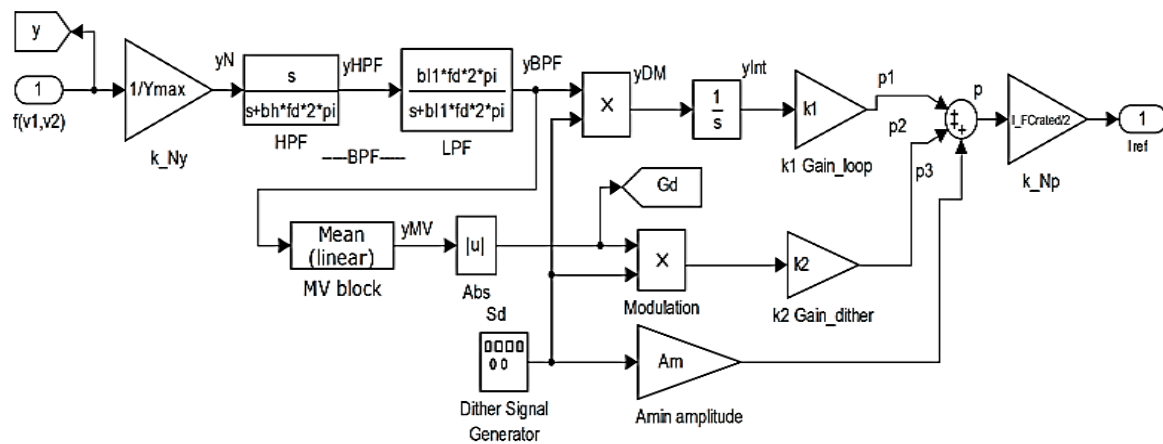 y
1
f(v1,v2)
1/Ymax
k_Ny
yN
s
s+bh*fd*2*pi
HPF
yHPF
----BPF----
bl1*fd*2*pi
s+bl1*fd*2*pi
LPF
yBPF
X
yDM
1
s
yInt
k1
k1 Gain_loop
p1
p2
p3
+
+
+
p
I_FCrated/2
k_Np
1
Iref
Mean
(linear)
MV block
yMV
|u|
Abs
Gd
X
Modulation
k2
k2 Gain_dither
Sd
Dither Signal
Generator
Am
Amin amplitude